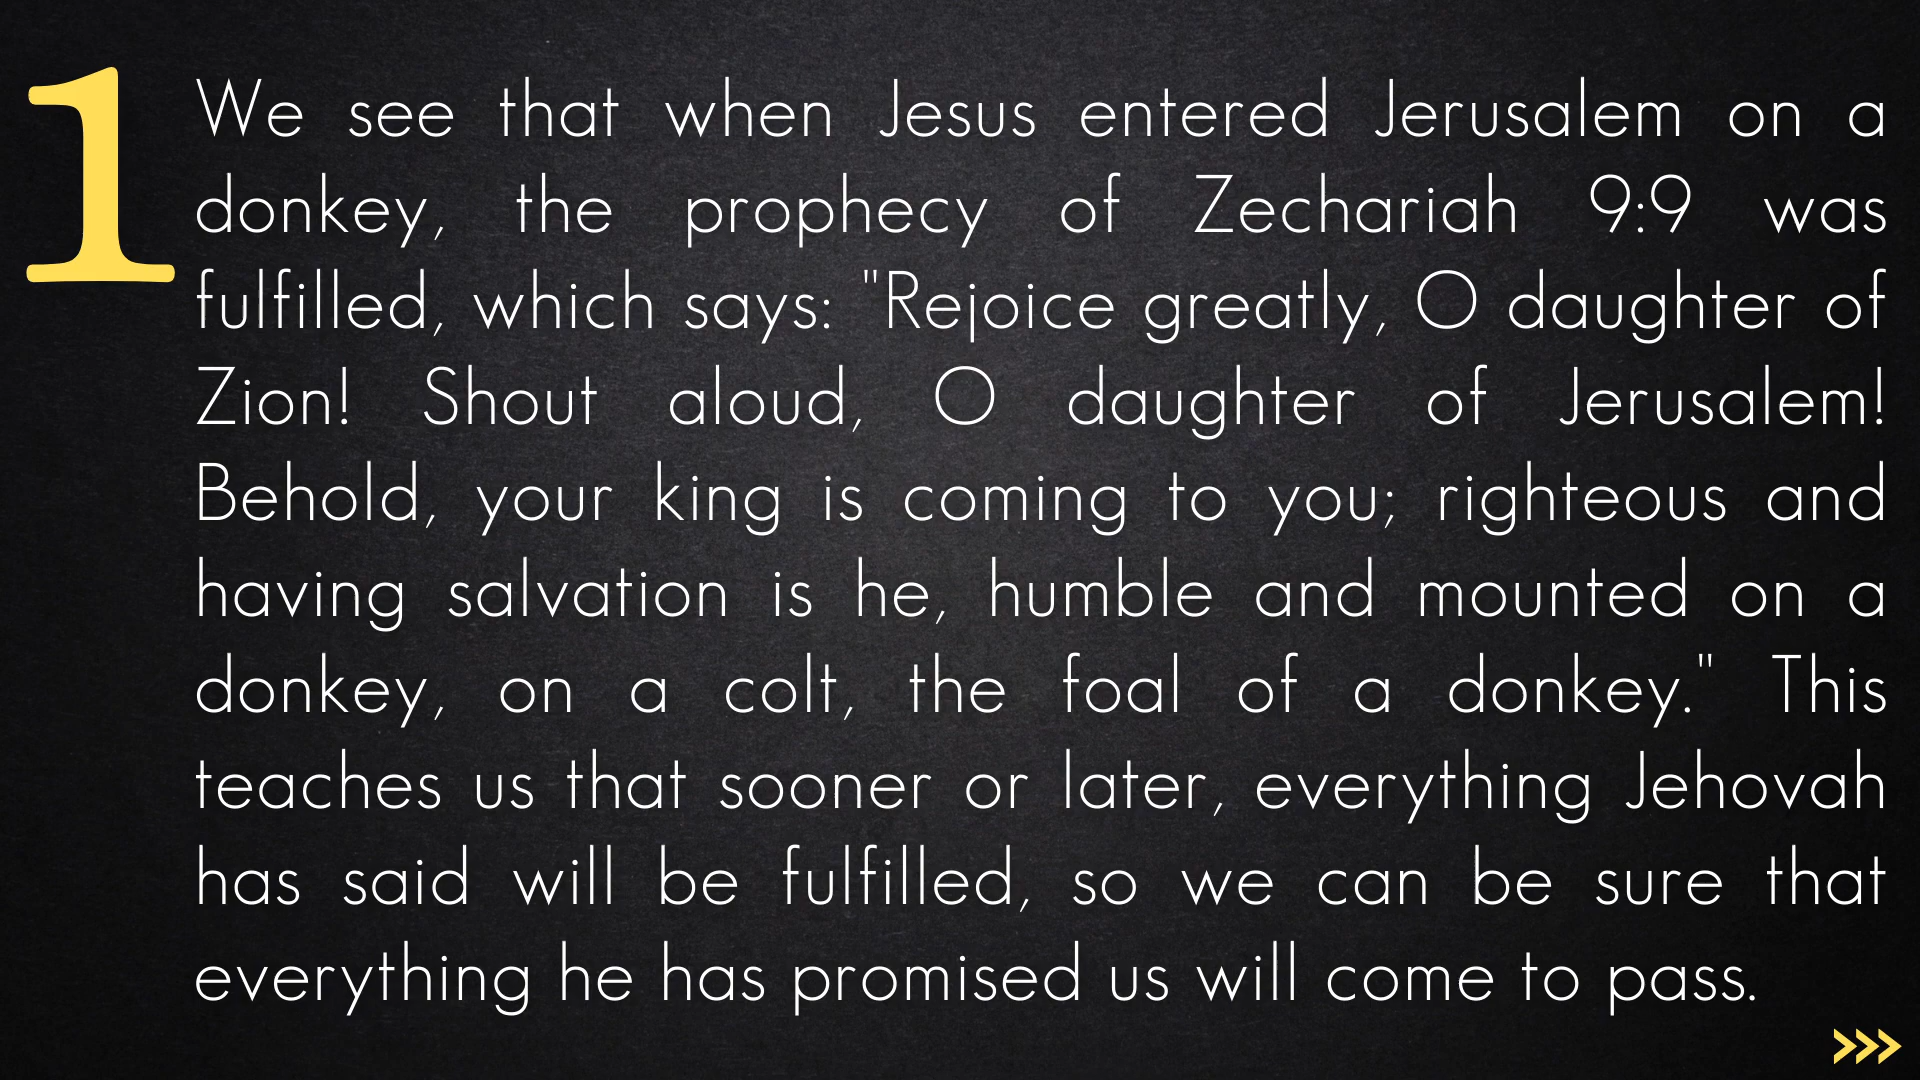 1
We see that when Jesus entered Jerusalem on a
donkey, the prophecy of Zechariah 9:9 was
fulfilled, which says: "Rejoice greatly, O daughter of
Zion! Shout aloud, O daughter of Jerusalem!
Behold, your king is coming to you; righteous and
having salvation is he, humble and mounted on a
donkey, on a colt, the foal of a donkey." This
teaches us that sooner or later, everything Jehovah
has said will be fulfilled, so we can be sure that
everything he has promised us will come to pass.